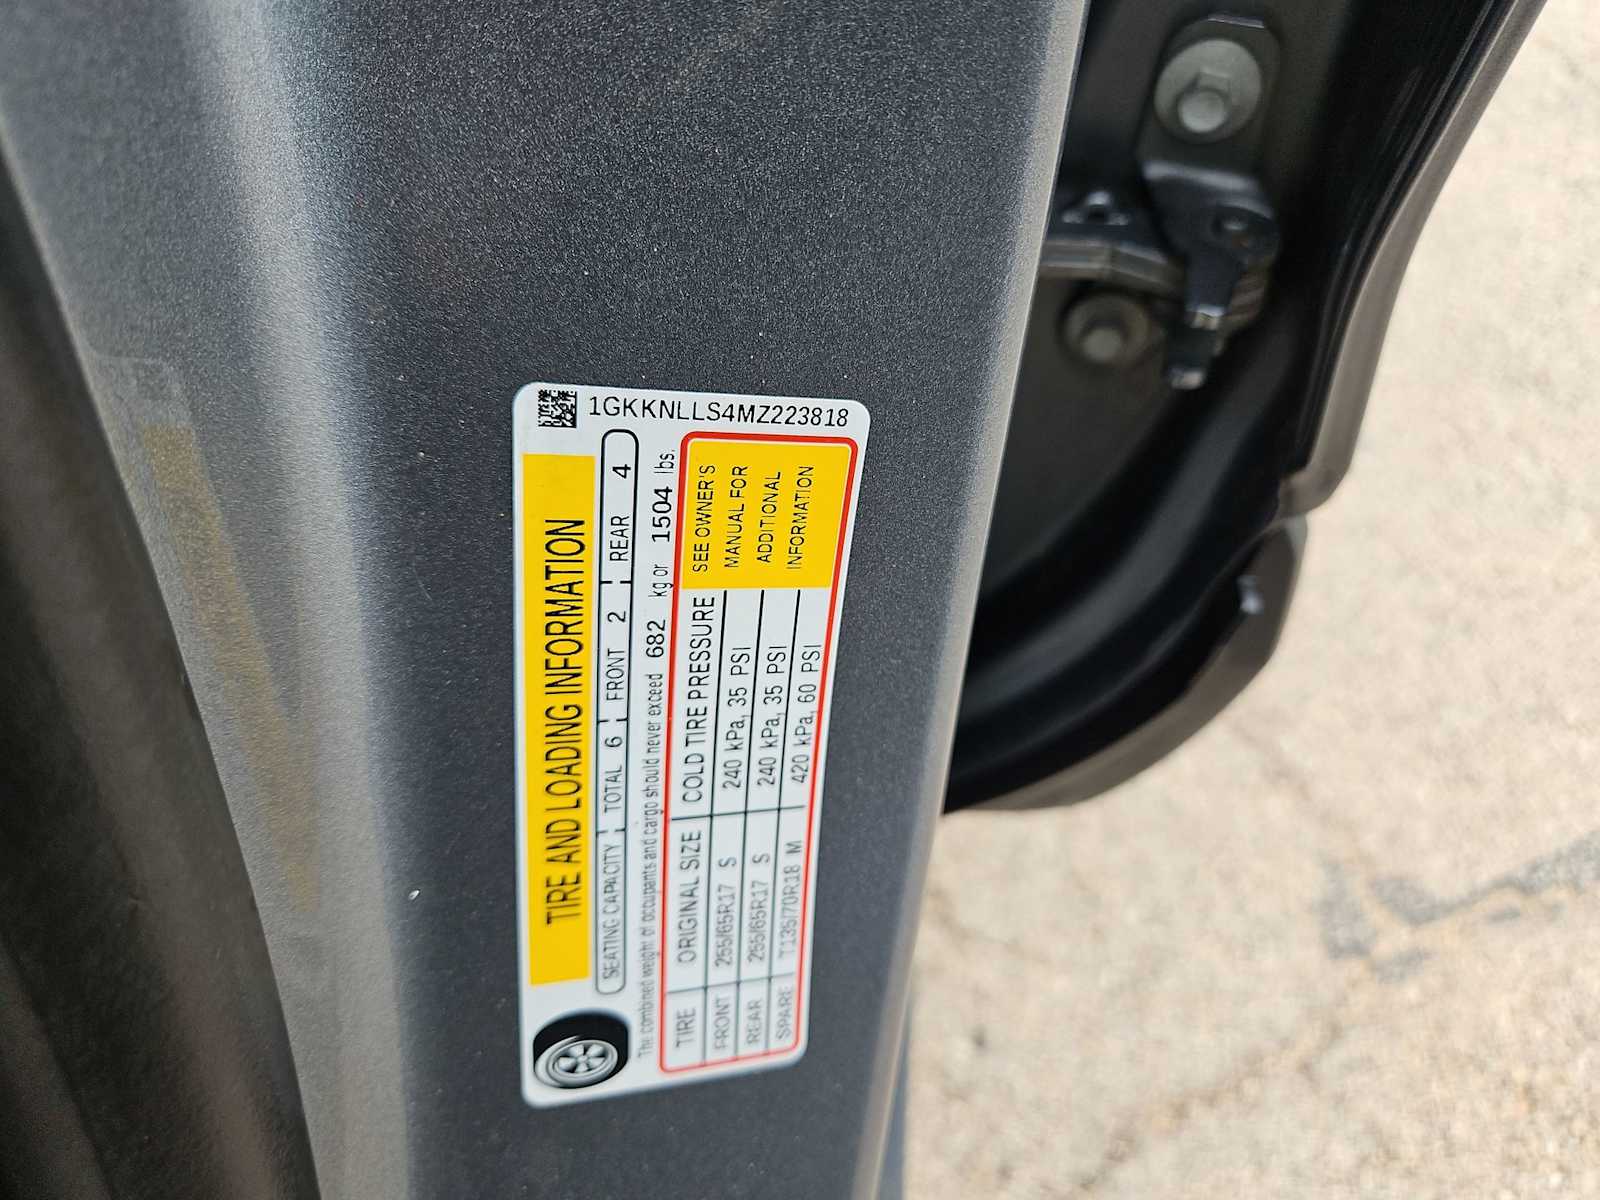 1GKKNLLS4MZ223818
TIRE AND LOADING INFORMATION
SEATING CAPACITY TOTAL 6 FRONT 2 REAR 4
The combined weight of occupants and cargo should never exceed 682 kg or 1504 lbs.
TIRE ORIGINAL SIZE COLD TIRE PRESSURE
FRONT 255/65R17 S 240 kPa, 35 PSI
REAR 255/65R17 S 240 kPa, 35 PSI
SPARE T135/70R18 M 420 kPa, 60 PSI
SEE OWNER'S
MANUAL FOR
ADDITIONAL
INFORMATION